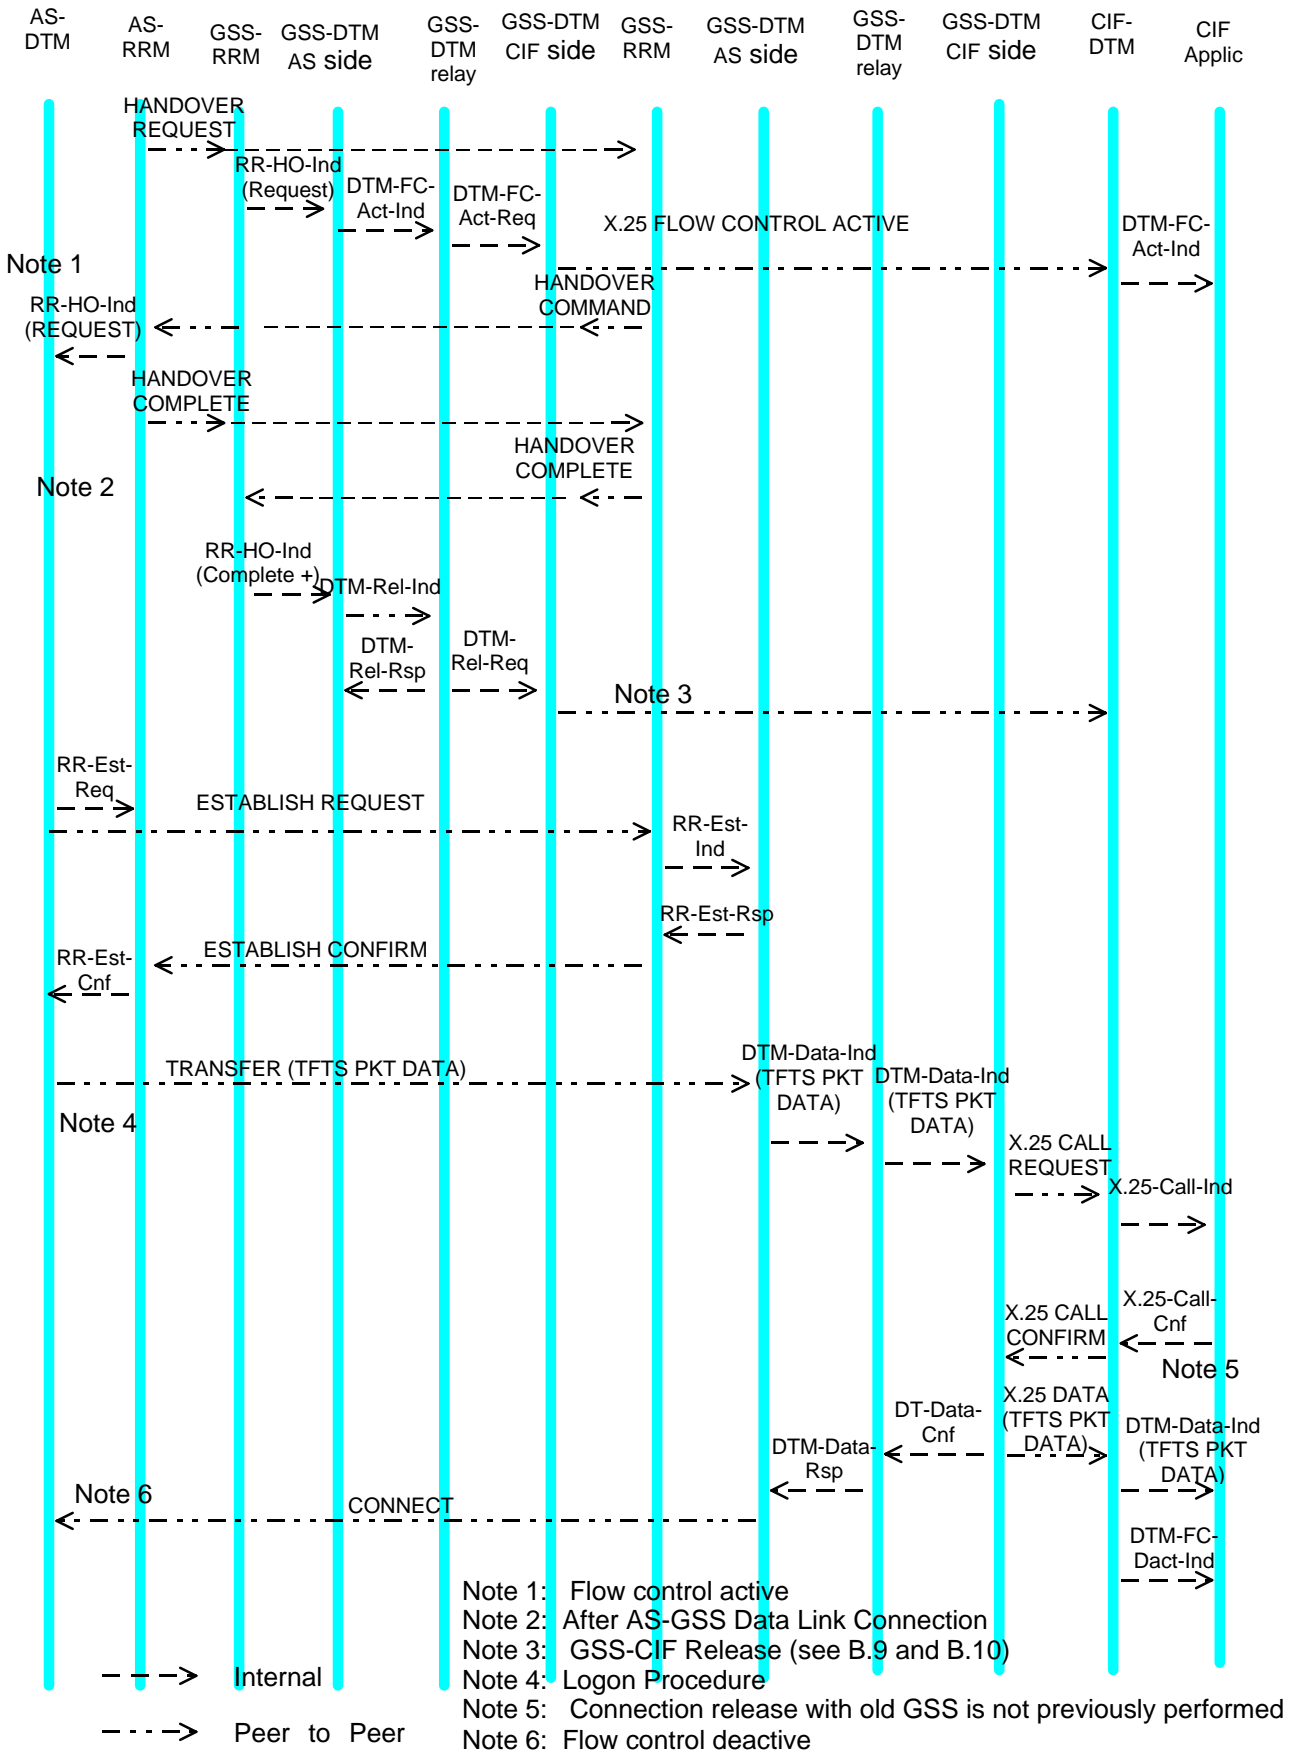 AS-
DTM
AS-
RRM
GSS-
RRM
GSS-DTM
AS side
GSS-
DTM
relay
GSS-DTM
CIF side
GSS-
RRM
GSS-DTM
AS side
GSS-
DTM
relay
GSS-DTM
CIF side
CIF-
DTM
CIF
Applic
HANDOVER
REQUEST
RR-HO-Ind
(Request)
DTM-FC-
Act-Ind
DTM-FC-
Act-Req
X.25 FLOW CONTROL ACTIVE
DTM-FC-
Act-Ind
Note 1
HANDOVER
COMMAND
RR-HO-Ind
(REQUEST)
HANDOVER
COMPLETE
HANDOVER
COMPLETE
Note 2
RR-HO-Ind
(Complete +)
DTM-Rel-Ind
DTM-
Rel-Rsp
DTM-
Rel-Req
Note 3
RR-Est-
Req
ESTABLISH REQUEST
RR-Est-
Ind
RR-Est-Rsp
ESTABLISH CONFIRM
RR-Est-
Cnf
TRANSFER (TFTS PKT DATA)
DTM-Data-Ind
(TFTS PKT
DATA)
DTM-Data-Ind
(TFTS PKT
DATA)
Note 4
X.25 CALL
REQUEST
X.25-Call-Ind
X.25-Call-
Cnf
X.25 CALL
CONFIRM
Note 5
X.25 DATA
(TFTS PKT
DATA)
DT-Data-
Cnf
DTM-Data-Ind
(TFTS PKT
DATA)
DTM-Data-
Rsp
Note 6
CONNECT
DTM-FC-
Dact-Ind
Note 1: Flow control active
Note 2: After AS-GSS Data Link Connection
Note 3: GSS-CIF Release (see B.9 and B.10)
Note 4: Logon Procedure
Note 5: Connection release with old GSS is not previously performed
Note 6: Flow control deactive
Internal
Peer to Peer